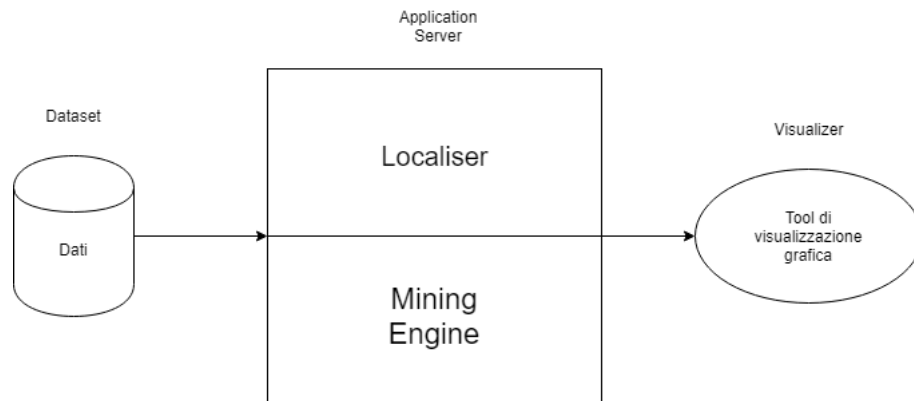 Application
Server
Dataset
Localiser
Visualizer
Dati
Tool di
visualizzazione
grafica
Mining
Engine